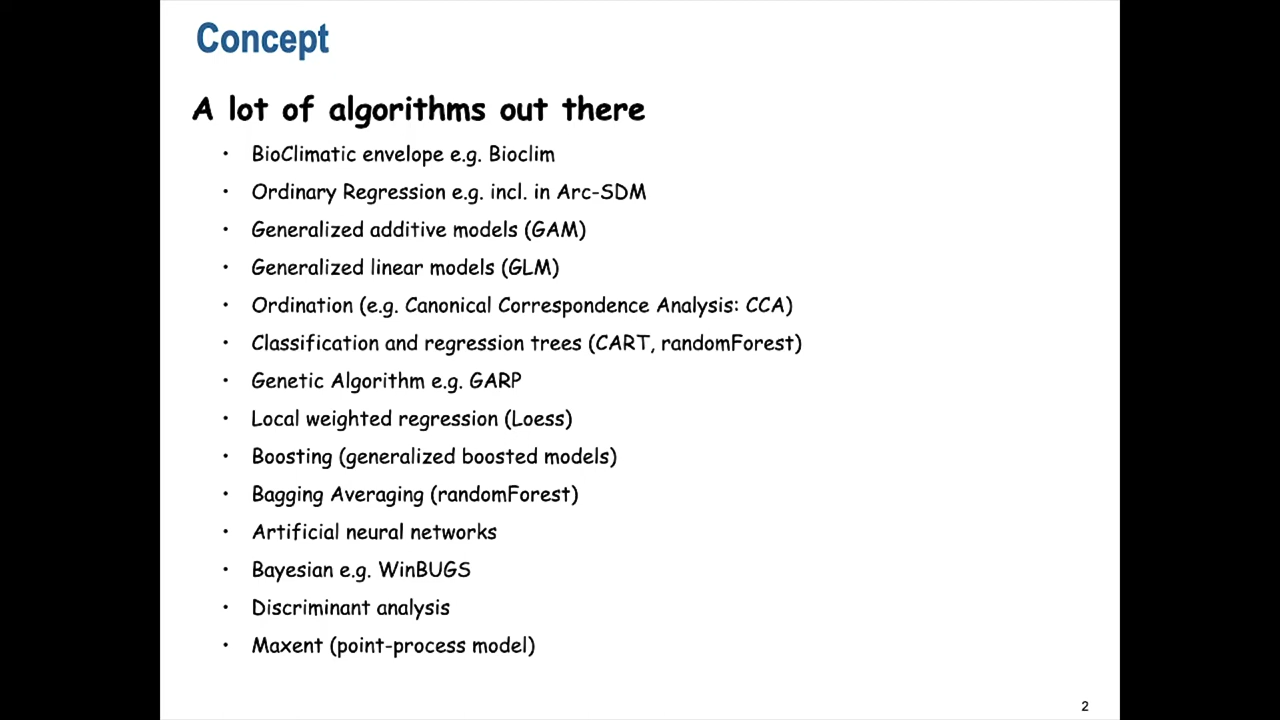 Concept
A lot of algorithms out there
• BioClimatic envelope e.g. Bioclim
• Ordinary Regression e.g. incl. in Arc-SDM
• Generalized additive models (GAM)
• Generalized linear models (GLM)
• Ordination (e.g. Canonical Correspondence Analysis: CCA)
• Classification and regression trees (CART, randomForest)
• Genetic Algorithm e.g. GARP
• Local weighted regression (Loess)
• Boosting (generalized boosted models)
• Bagging Averaging (randomForest)
• Artificial neural networks
• Bayesian e.g. WinBUGS
• Discriminant analysis
• Maxent (point-process model)
2